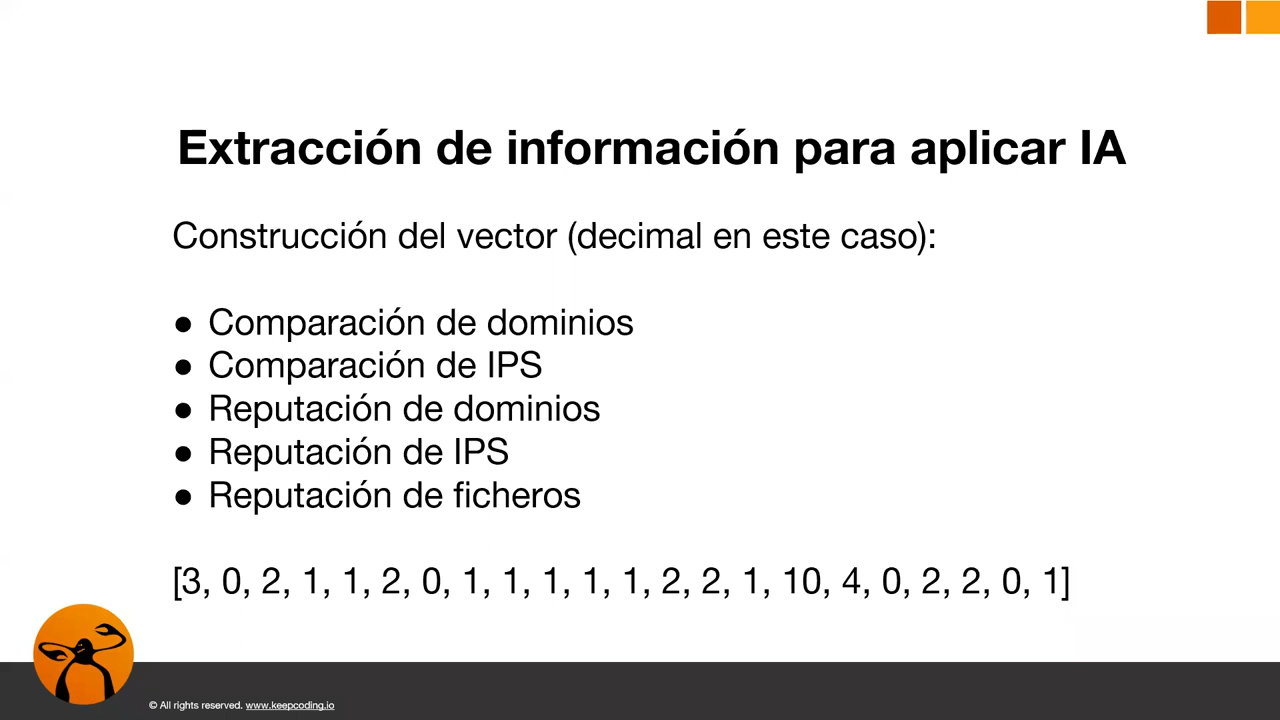 Extracción de información para aplicar IA
Construcción del vector (decimal en este caso):
● Comparación de dominios
● Comparación de IPS
● Reputación de dominios
● Reputación de IPS
● Reputación de ficheros
[3, 0, 2, 1, 1, 2, 0, 1, 1, 1, 1, 1, 2, 2, 1, 10, 4, 0, 2, 2, 0, 1]
© All rights reserved. www.keepcoding.io